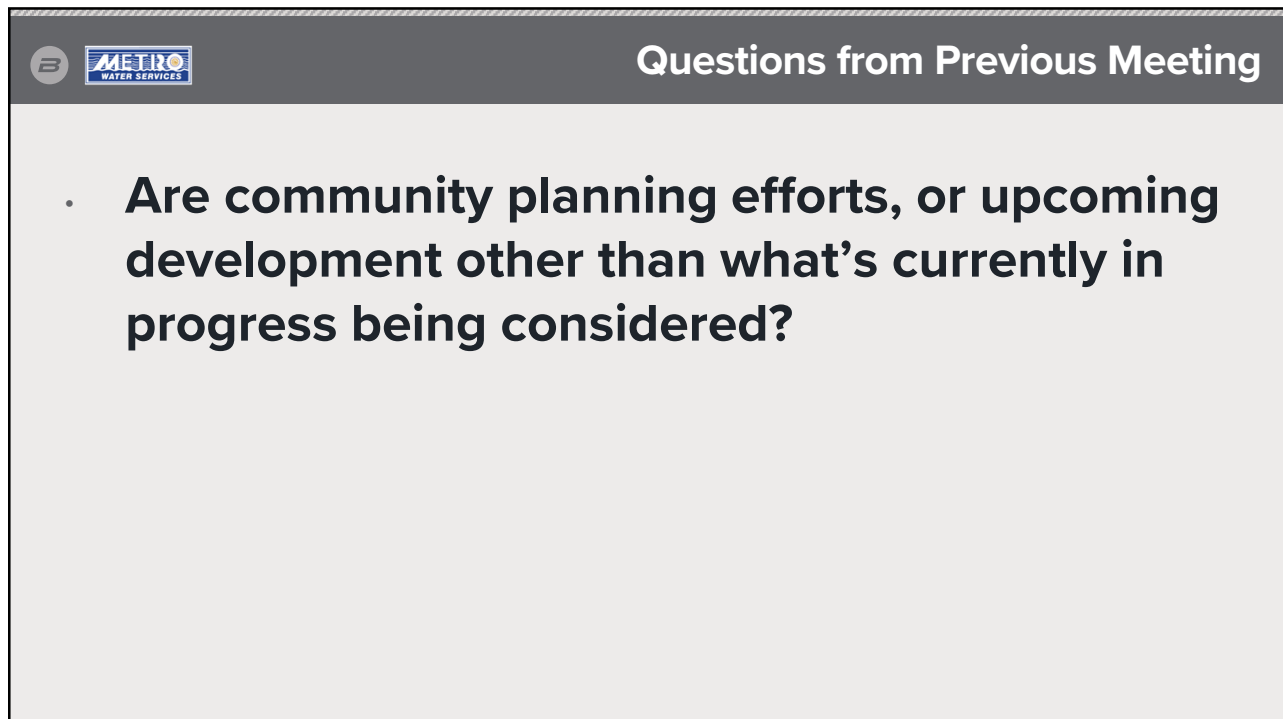 B
METRO
WATER SERVICES
Questions from Previous Meeting
• Are community planning efforts, or upcoming
development other than what’s currently in
progress being considered?